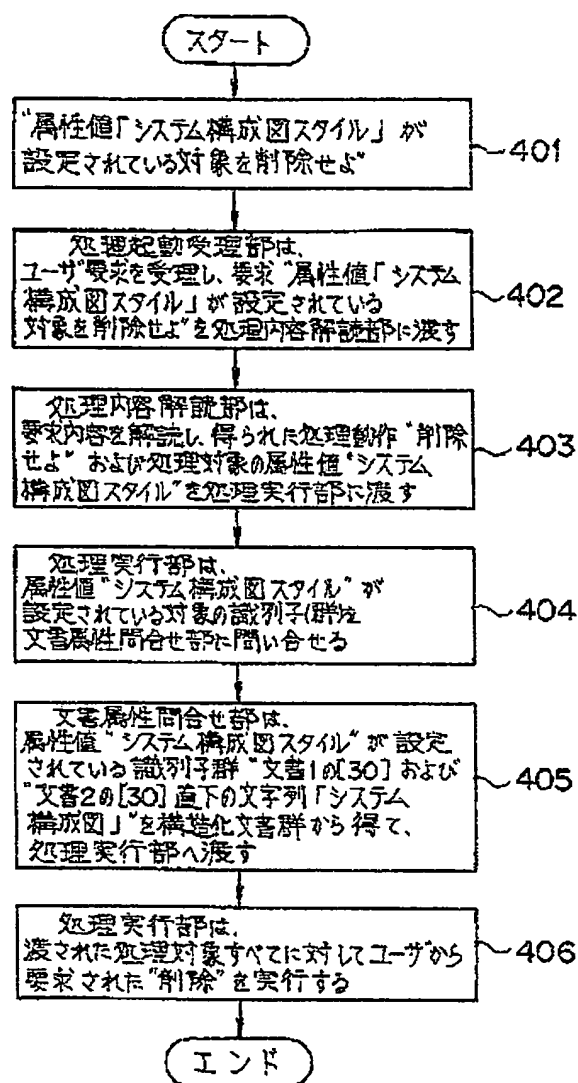 スタート
"属性値「システム構成図スタイル」が
設定されている対象を削除せよ"
401
処理起動受理部は、
ユーザ要求を受理し、要求"属性値「システム
構成図スタイル」が設定されている
対象を削除せよ"を処理内容解読部に渡す
402
処理内容解読部は、
要求内容を解読し、得られた処理動作"削除
せよ"および処理対象の属性値"システム
構成図スタイル"を処理実行部に渡す
403
処理実行部は、
属性値"システム構成図スタイル"が
設定されている対象の識別子(群)を
文書属性問合せ部に問い合せる
404
文書属性問合せ部は、
属性値"システム構成図スタイル"が設定
されている識別子群"文書1の[30]および
"文書2の[30]直下の文字列「システム
構成図」"を構造化文書群から得て、
処理実行部へ渡す
405
処理実行部は、
渡された処理対象すべてに対してユーザから
要求された"削除"を実行する
406
エンド